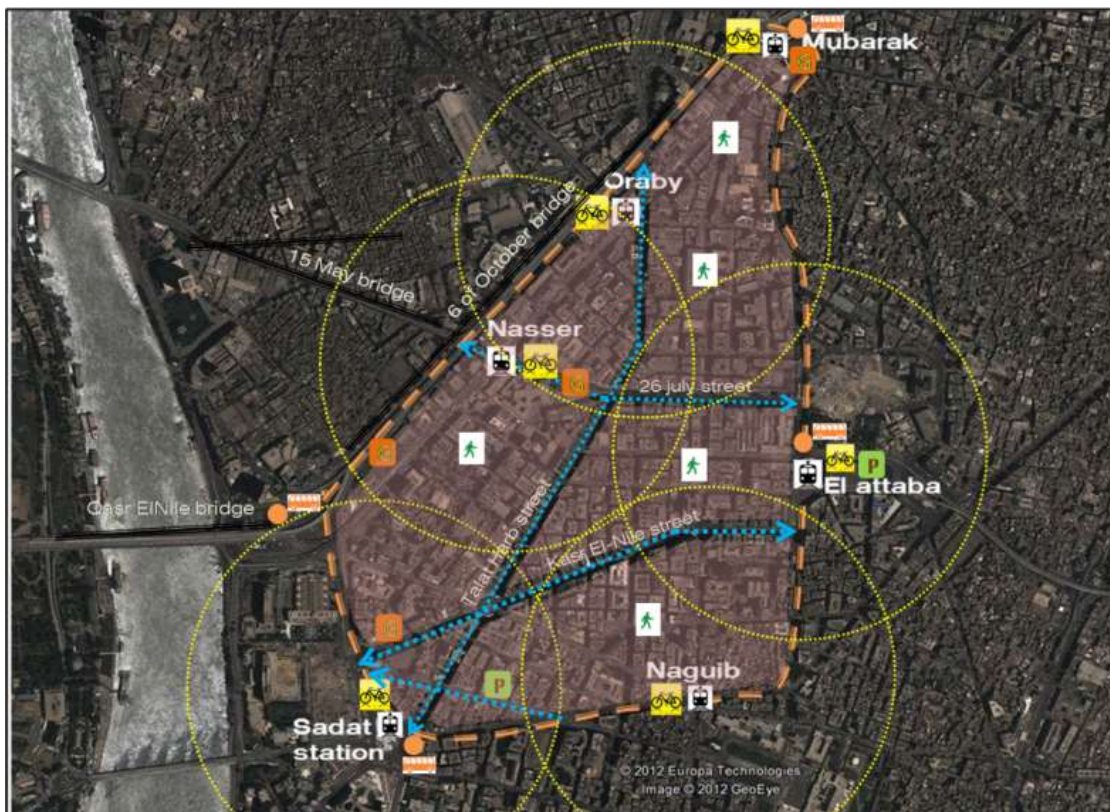 Mubarak
Oraby
6 of October bridge
15 May bridge
Nasser
26 july street
P
El attaba
Qasr ElNile bridge
Talat Harb street
Kasr El-Nile street
P
Naguib
Sadat
station
© 2012 Europa Technologies
Image © 2012 GeoEye